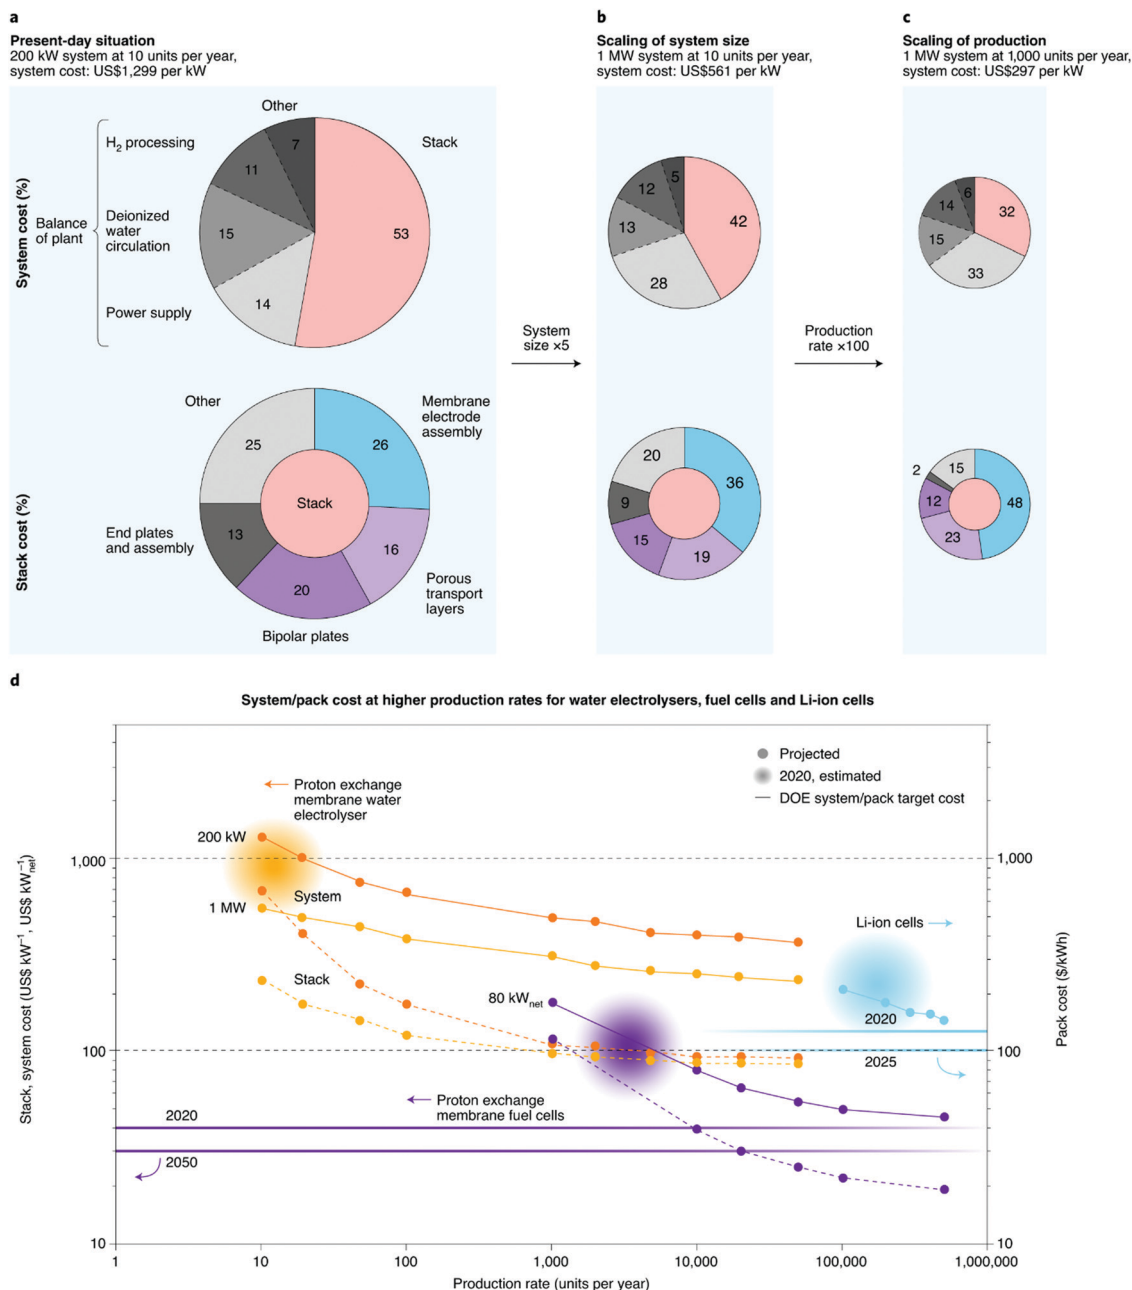 a
Present-day situation
200 kW system at 10 units per year,
system cost: US$1,299 per kW
b
Scaling of system size
1 MW system at 10 units per year,
system cost: US$561 per kW
c
Scaling of production
1 MW system at 1,000 units per year,
system cost: US$297 per kW
System cost (%)
Balance
of plant
Other
H2 processing
Deionized
water
circulation
Power supply
Stack
7
11
15
14
53
5
12
13
28
42
6
14
15
33
32
System
size ×5
Production
rate ×100
Stack cost (%)
Other
Membrane
electrode
assembly
End plates
and assembly
Porous
transport
layers
Bipolar plates
Stack
25
26
13
16
20
20
36
9
15
19
2
15
12
48
23
d
System/pack cost at higher production rates for water electrolysers, fuel cells and Li-ion cells
Projected
2020, estimated
DOE system/pack target cost
Proton exchange
membrane water
electrolyser
200 kW
System
1 MW
Stack
80 kWnet
Li-ion cells
2020
2025
Proton exchange
membrane fuel cells
2020
2050
Stack, system cost (US$ kW−1, US$ kW−1net)
1,000
100
10
Pack cost ($/kWh)
1,000
100
10
1
10
100
1,000
10,000
100,000
1,000,000
Production rate (units per year)